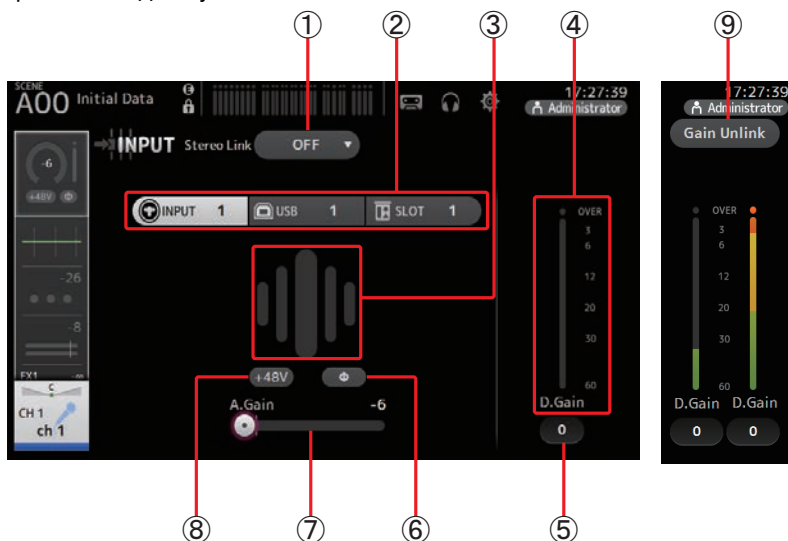 ① ② ③ ④ ⑨
SCENE
A00 Initial Data
17:27:39
Administrator
17:27:39
Administrator
INPUT Stereo Link OFF
Gain Unlink
-6
+48V Φ
INPUT 1 USB 1 SLOT 1
OVER
3
6
12
20
30
60
OVER
3
6
12
20
30
60
-26
-8
FX1 -∞
C
CH 1
ch 1
+48V Φ
A.Gain -6
D.Gain
0
D.Gain D.Gain
0 0
⑧ ⑦ ⑥ ⑤